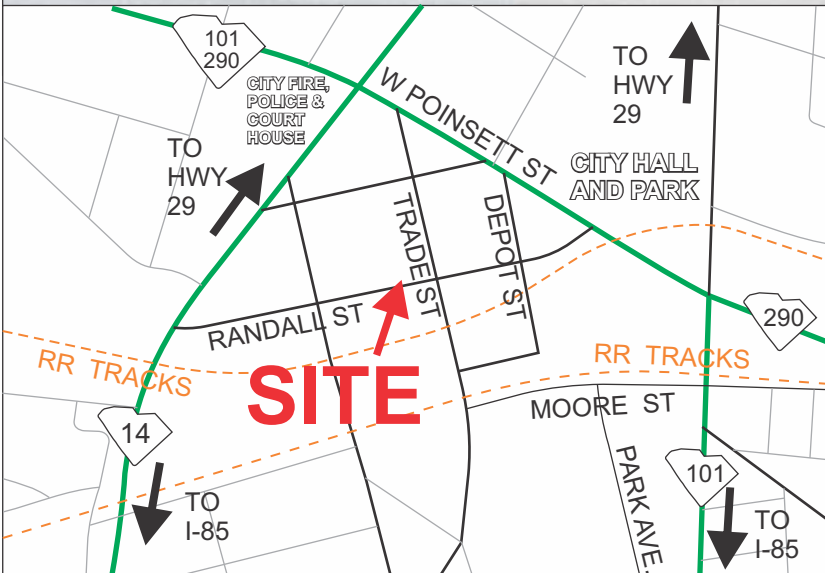 101
290
CITY FIRE,
POLICE &
COURT
HOUSE
TO
HWY
29
W POINSETT ST
TO
HWY
29
CITY HALL
AND PARK
TRADE ST
DEPOT ST
RANDALL ST
SITE
290
RR TRACKS
RR TRACKS
MOORE ST
14
TO
I-85
PARK AVE.
101
TO
I-85